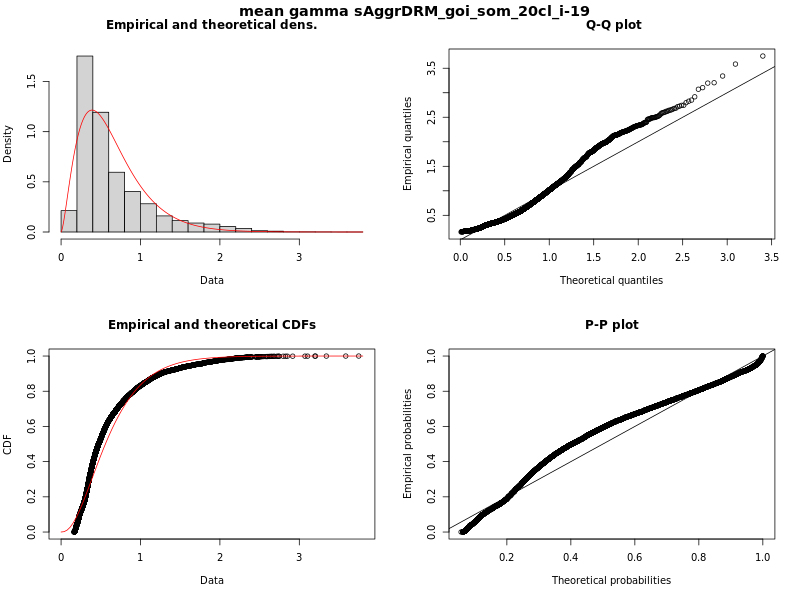 mean gamma sAggrDRM_goi_som_20cl_i-19
Empirical and theoretical dens.
Density
0.0 0.5 1.0 1.5
0 1 2 3
Data
Q-Q plot
Empirical quantiles
0.5 1.5 2.5 3.5
0.0 0.5 1.0 1.5 2.0 2.5 3.0 3.5
Theoretical quantiles
Empirical and theoretical CDFs
CDF
0.0 0.2 0.4 0.6 0.8 1.0
0 1 2 3
Data
P-P plot
Empirical probabilities
0.0 0.2 0.4 0.6 0.8 1.0
0.2 0.4 0.6 0.8 1.0
Theoretical probabilities